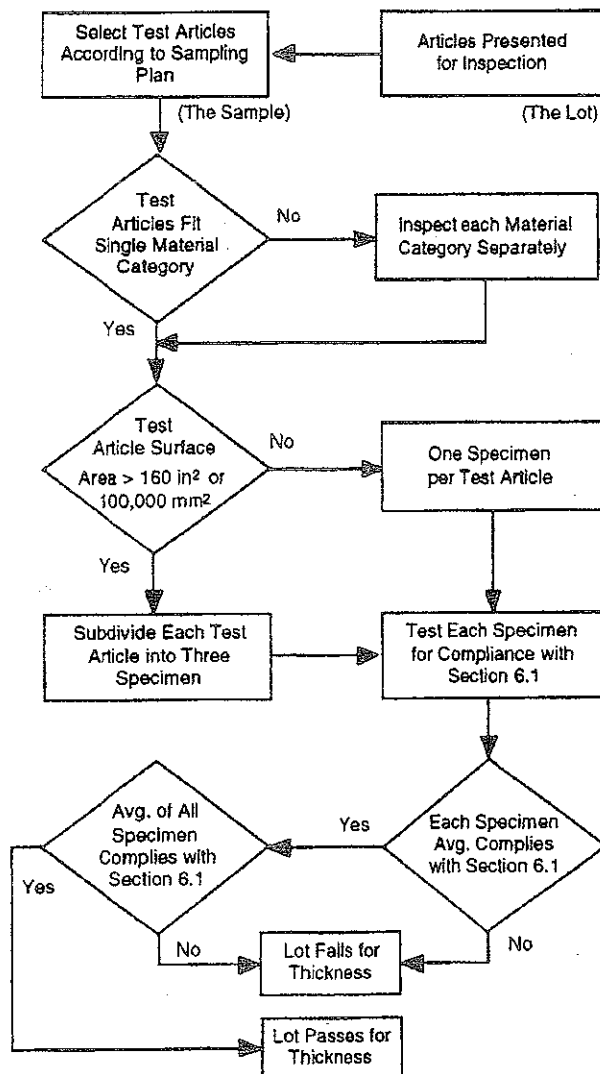 Select Test Articles
According to Sampling
Plan
(The Sample)
Articles Presented
for Inspection
(The Lot)
Test
Articles Fit
Single Material
Category
No
Inspect each Material
Category Separately
Yes
Test
Article Surface
Area > 160 in² or
100,000 mm²
No
One Specimen
per Test Article
Yes
Subdivide Each Test
Article into Three
Specimen
Test Each Specimen
for Compliance with
Section 6.1
Each Specimen
Avg. Complies
with Section 6.1
Yes
Avg. of All
Specimen
Complies with
Section 6.1
Yes
No
Lot Fails for
Thickness
No
Lot Passes for
Thickness